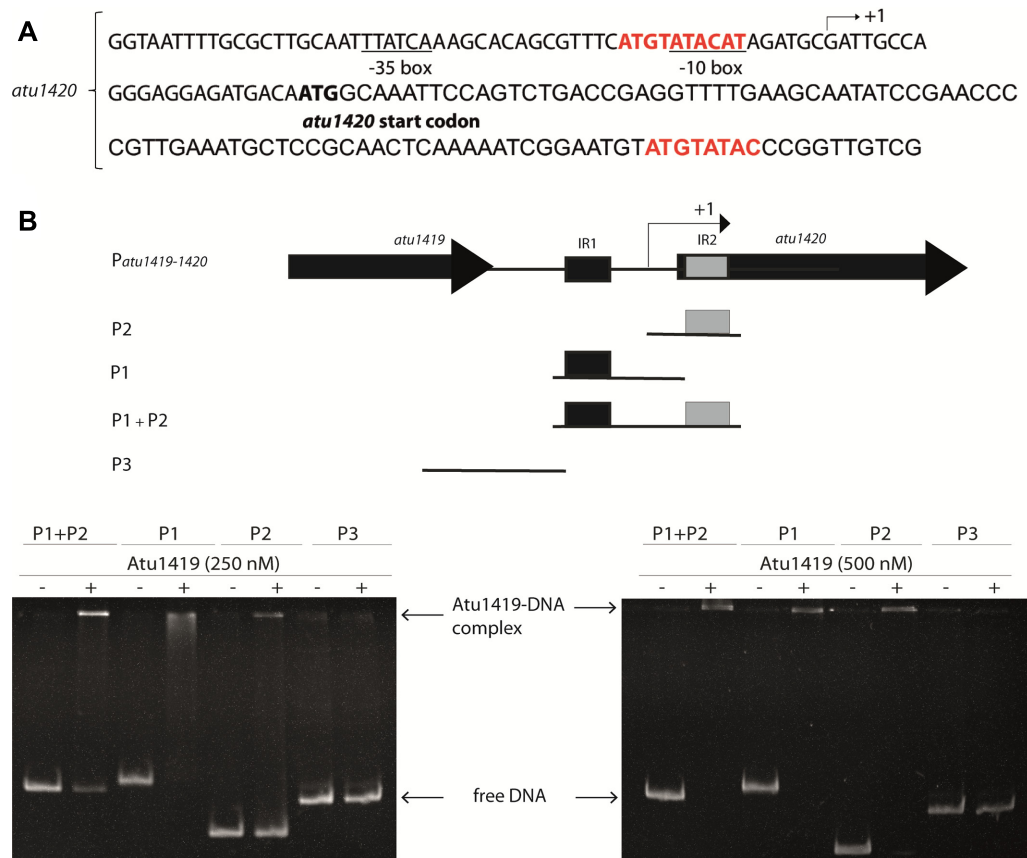 A
+1
GGTAATTTTGCGCTTGCAATTTATCAAAGCACAGCGTTTCATGTATACATAGATGCGATTGCCA
-35 box -10 box
atu1420
GGGAGGAGATGACAAATGGCAAATTCCAGTCTGACCGAGGTTTTGAAGCAATATCCGAACCC
atu1420 start codon
CGTTGAAATGCTCCGCAACTCAAAAATCGGAATGTATGTATACCCCGGTTGTCG
B
+1
atu1419 IR1 IR2 atu1420
Patu1419-1420
P2
P1
P1 + P2
P3
P1+P2 P1 P2 P3
Atu1419 (250 nM)
- + - + - + - +
P1+P2 P1 P2 P3
Atu1419 (500 nM)
- + - + - + - +
Atu1419-DNA
complex
free DNA